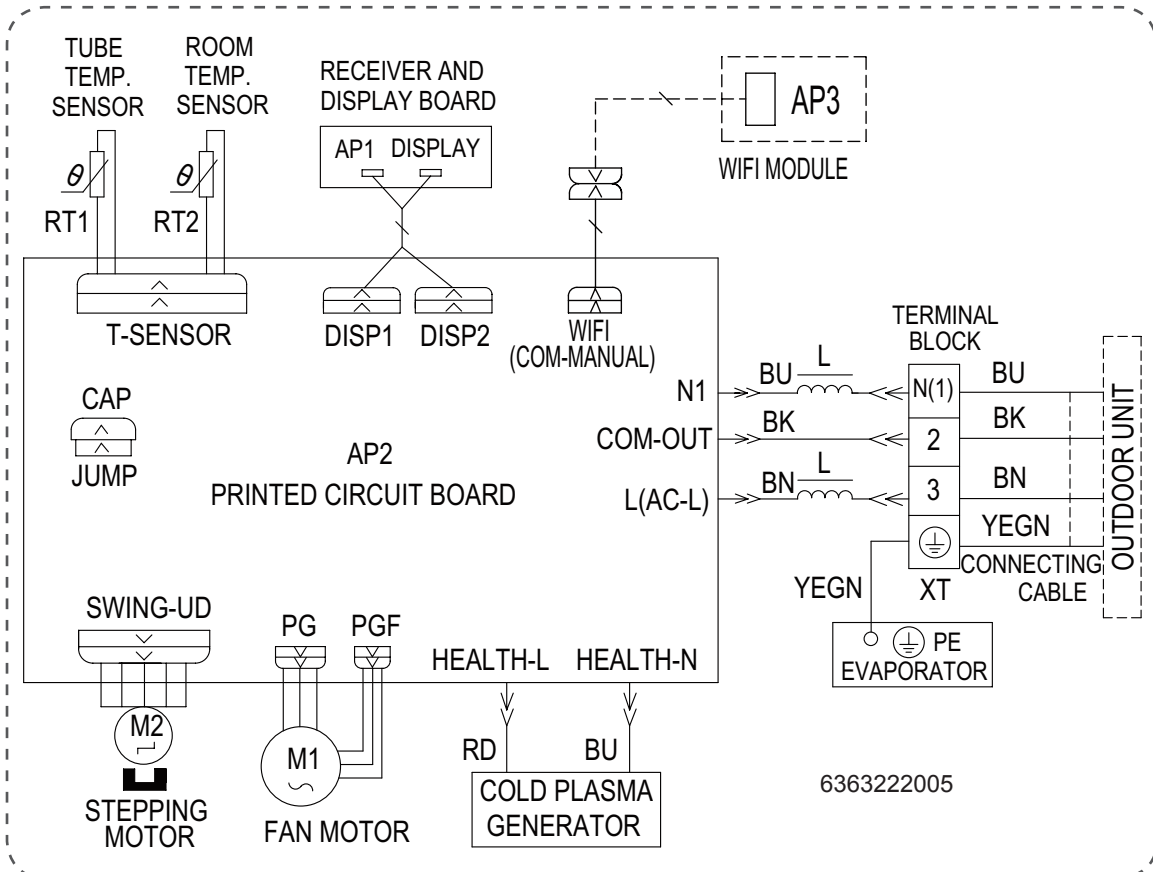 TUBE
TEMP.
SENSOR
ROOM
TEMP.
SENSOR
RECEIVER AND
DISPLAY BOARD
AP1 DISPLAY
AP3
WIFI MODULE
θ
RT1
θ
RT2
T-SENSOR
DISP1
DISP2
WIFI
(COM-MANUAL)
TERMINAL
BLOCK
CAP
JUMP
AP2
PRINTED CIRCUIT BOARD
N1
BU
L
N(1)
BU
COM-OUT
BK
2
BK
L(AC-L)
BN
L
3
BN
YEGN
CONNECTING
CABLE
OUTDOOR UNIT
YEGN
XT
PE
EVAPORATOR
SWING-UD
M2
STEPPING
MOTOR
PG
PGF
M1
FAN MOTOR
HEALTH-L
HEALTH-N
RD
BU
COLD PLASMA
GENERATOR
6363222005